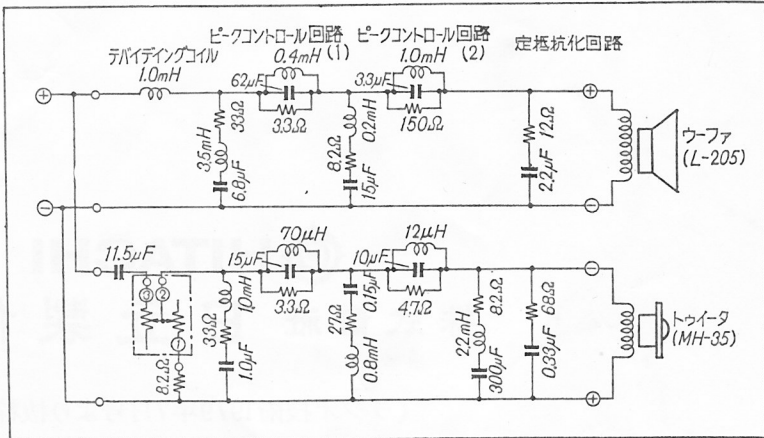 デバイデイングコイル
1.0mH
ピークコントロール回路
(1)
0.4mH
ピークコントロール回路
(2)
1.0mH
定抵抗化回路
62μF
3.3Ω
3.3μF
150Ω
33Ω
3.5mH
6.8μF
0.2mH
8.2Ω
15μF
12Ω
2.2μF
ウーファ
(L-205)
11.5μF
③
②
①
8.2Ω
70μH
15μF
3.3Ω
12μH
10μF
4.7Ω
10mH
33Ω
1.0μF
0.15μF
27Ω
0.8mH
8.2Ω
2.2mH
300μF
68Ω
0.33μF
トゥイータ
(MH-35)